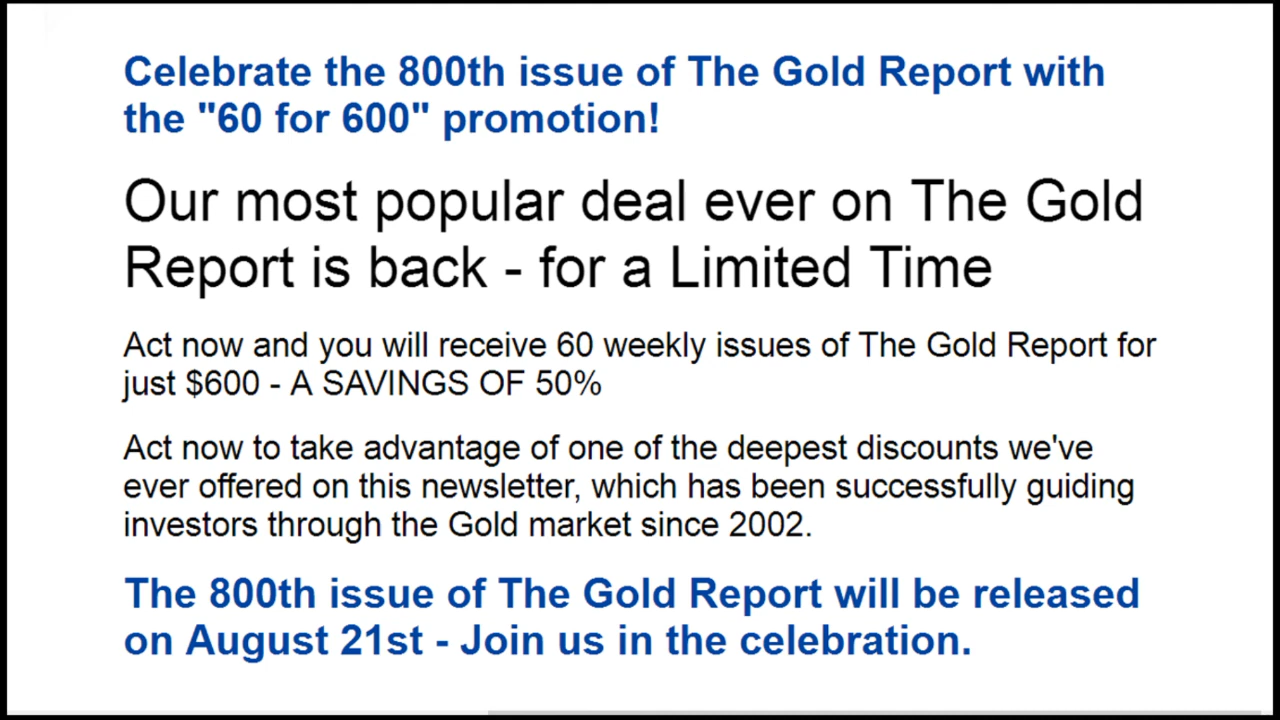 Celebrate the 800th issue of The Gold Report with
the "60 for 600" promotion!
Our most popular deal ever on The Gold
Report is back - for a Limited Time
Act now and you will receive 60 weekly issues of The Gold Report for
just $600 - A SAVINGS OF 50%
Act now to take advantage of one of the deepest discounts we've
ever offered on this newsletter, which has been successfully guiding
investors through the Gold market since 2002.
The 800th issue of The Gold Report will be released
on August 21st - Join us in the celebration.